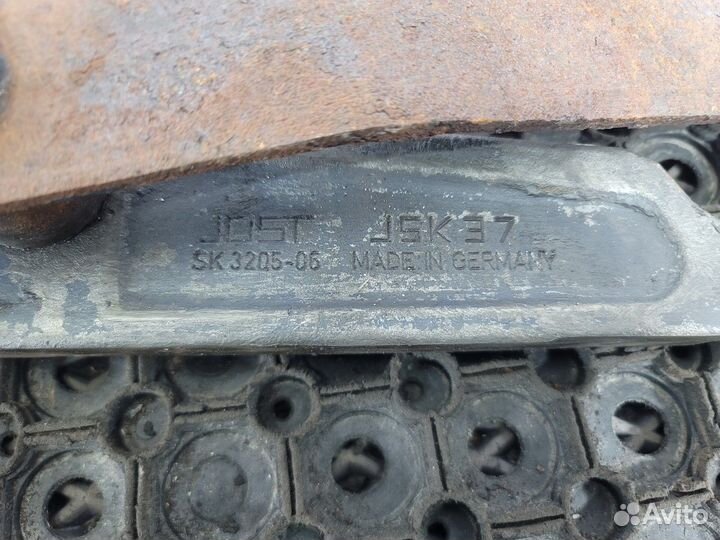 JOST JSK37
SK 3205-06 MADE IN GERMANY
Avito